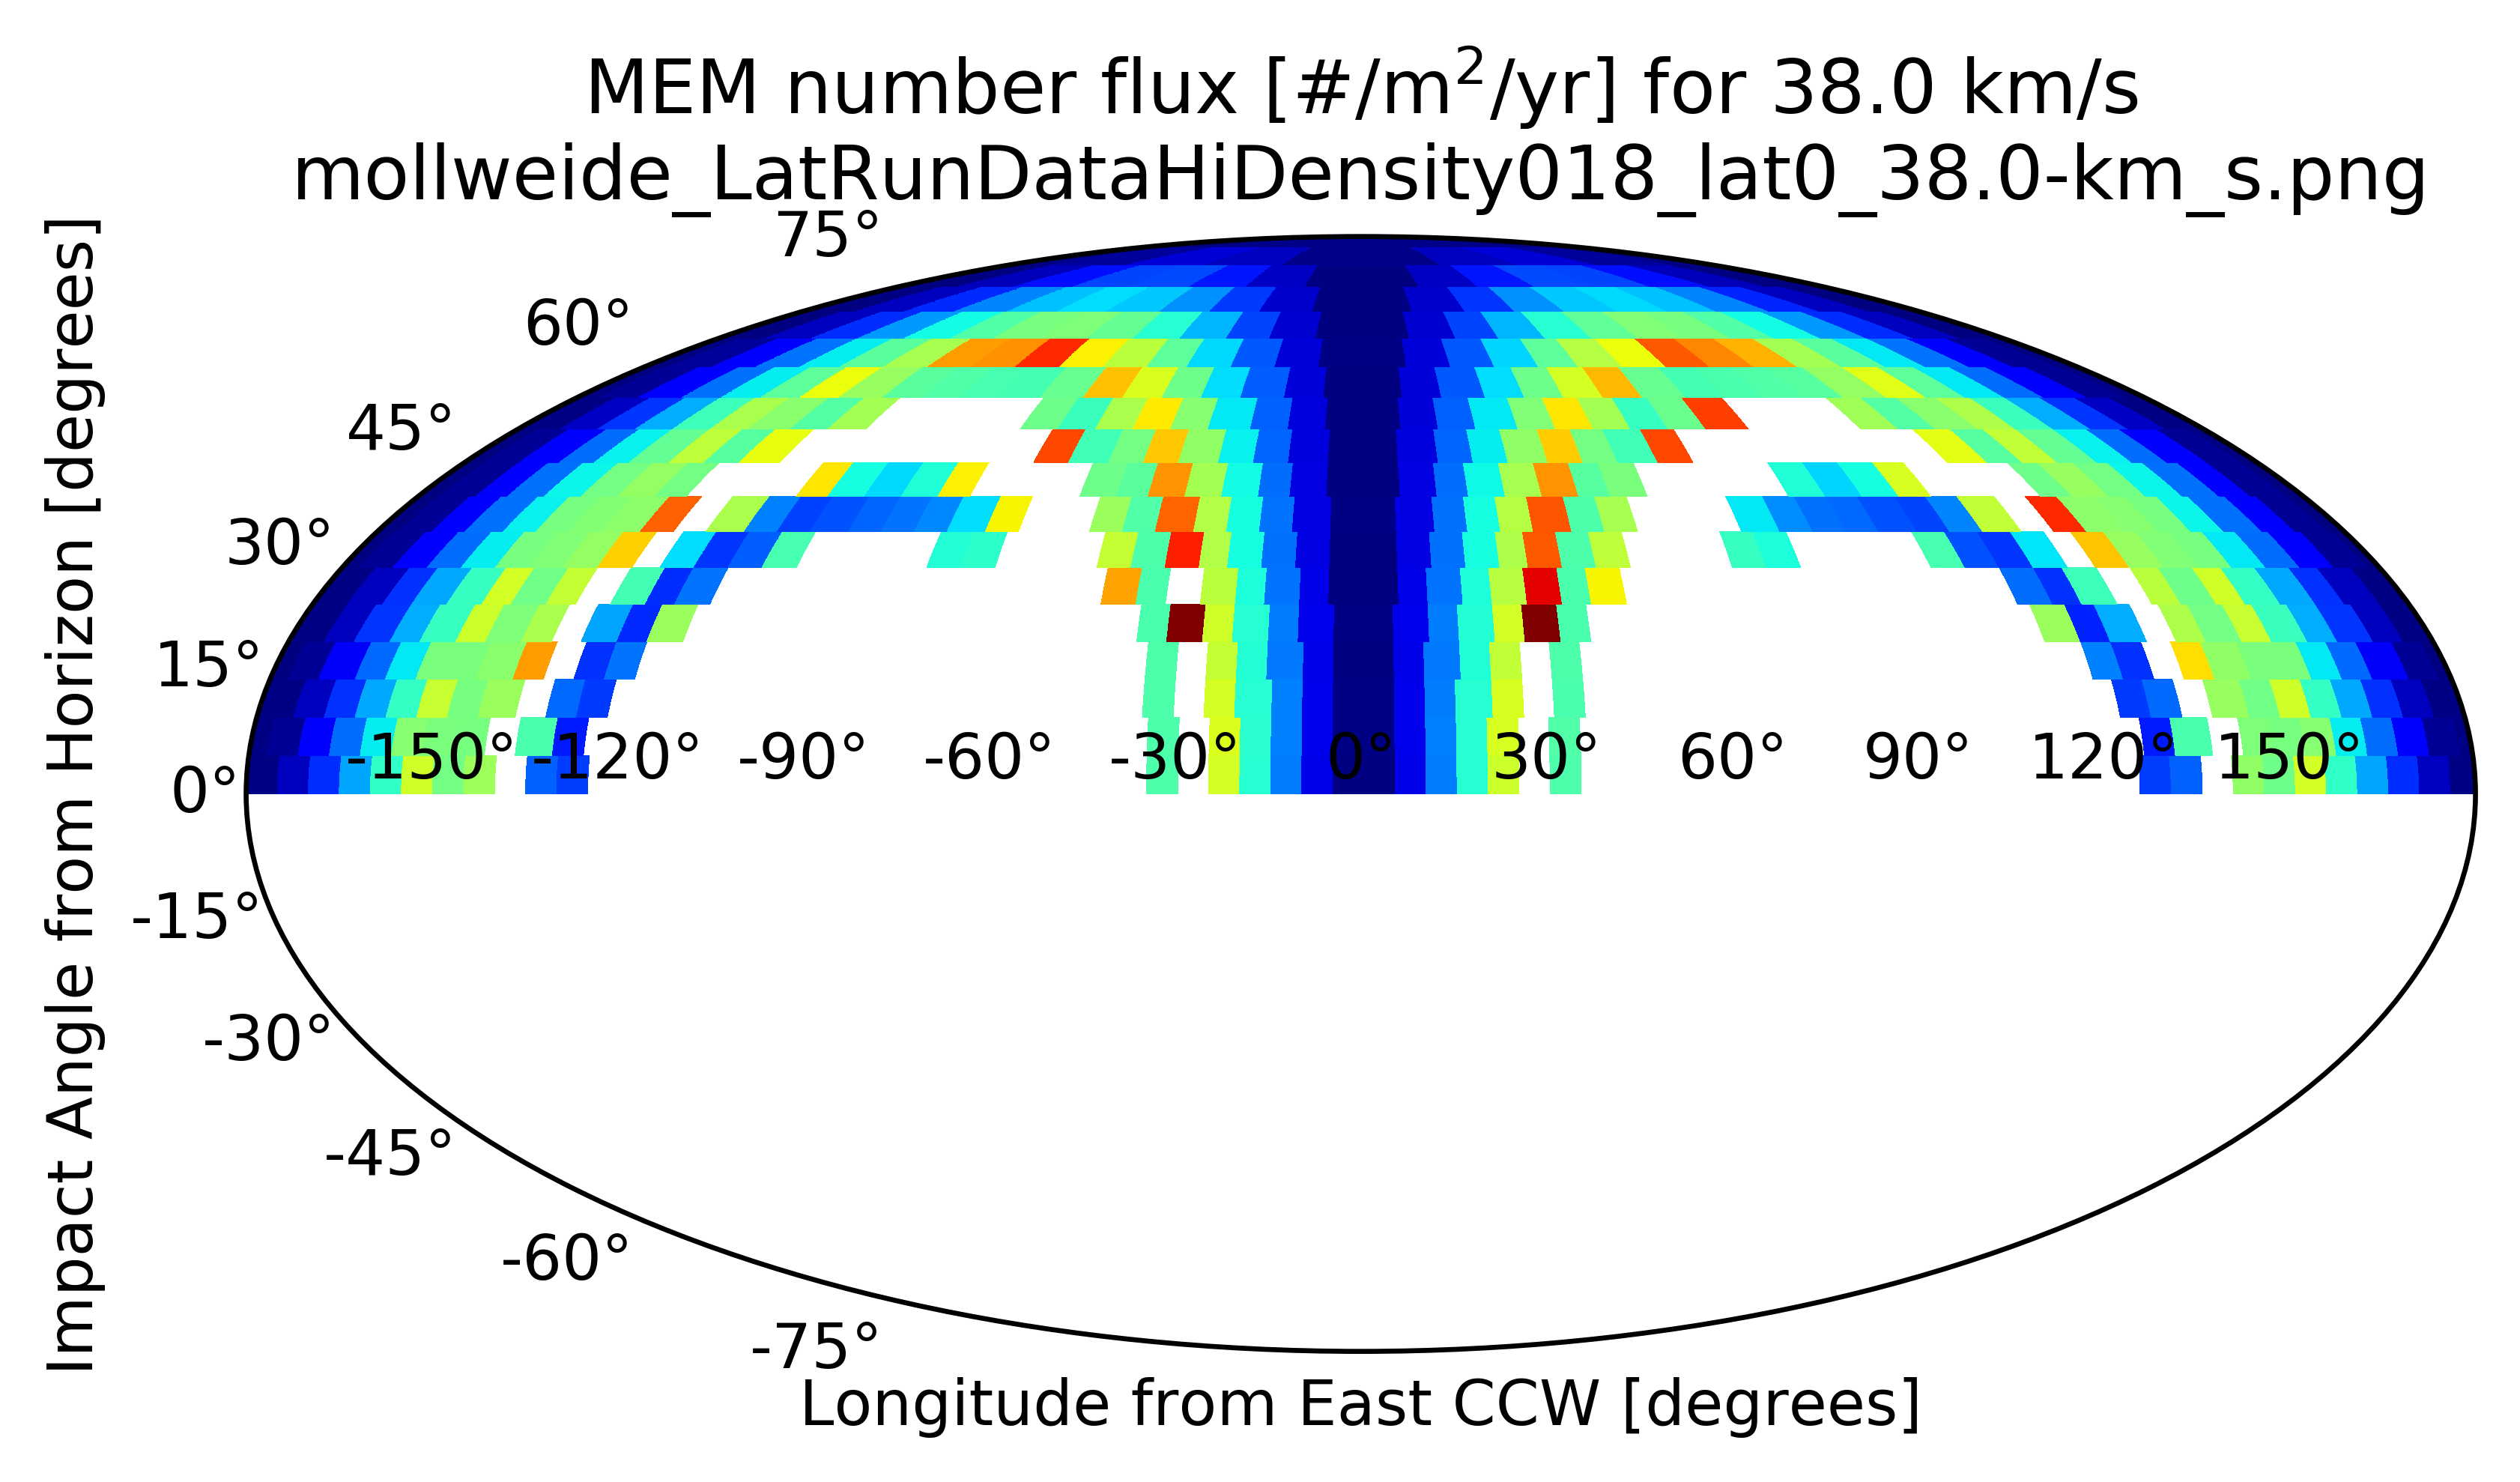 MEM number flux [#/m²/yr] for 38.0 km/s
mollweide_LatRunDataHiDensity018_lat0_38.0-km_s.png
Impact Angle from Horizon [degrees]
75°
60°
45°
30°
15°
0°
-15°
-30°
-45°
-60°
-75°
-150° -120° -90° -60° -30° 0° 30° 60° 90° 120° 150°
Longitude from East CCW [degrees]